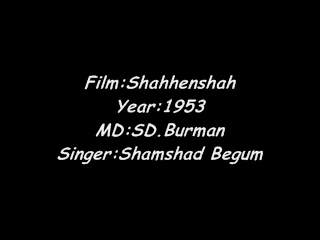 Film:Shahhenshah
Year:1953
MD:SD.Burman
Singer:Shamshad Begum